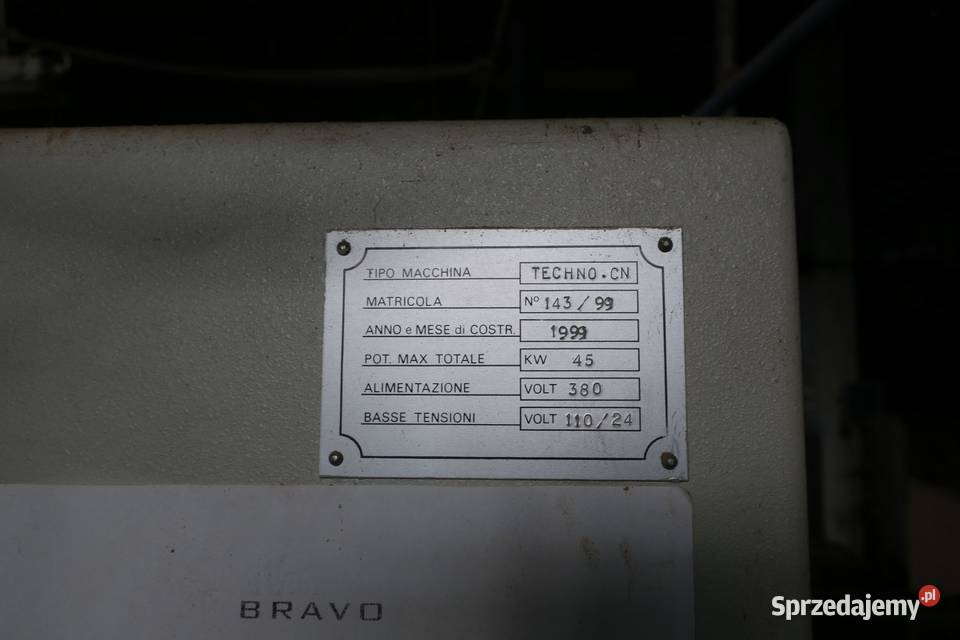 TIPO MACCHINA TECHNO.CN
MATRICOLA N° 143/99
ANNO e MESE di COSTR. 1999
POT. MAX TOTALE KW 45
ALIMENTAZIONE VOLT 380
BASSE TENSIONI VOLT 110/24
BRAVO
Sprzedajemy.pl